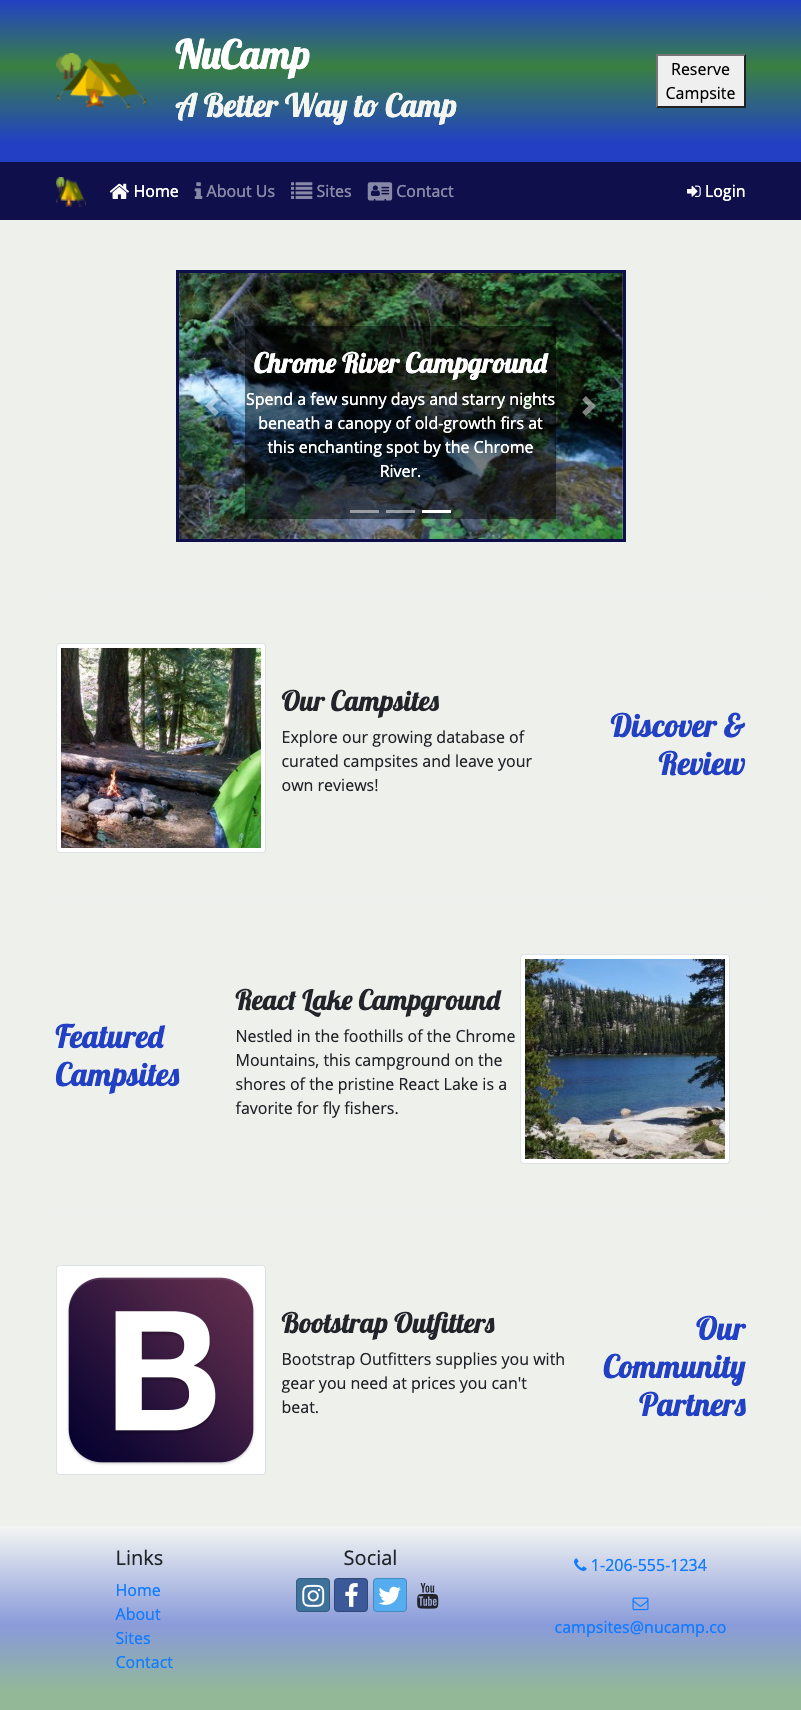 NuCamp
A Better Way to Camp
Reserve
Campsite
Home
About Us
Sites
Contact
Login
Chrome River Campground
Spend a few sunny days and starry nights
beneath a canopy of old-growth firs at
this enchanting spot by the Chrome
River.
Our Campsites
Explore our growing database of
curated campsites and leave your
own reviews!
Discover &
Review
Featured
Campsites
React Lake Campground
Nestled in the foothills of the Chrome
Mountains, this campground on the
shores of the pristine React Lake is a
favorite for fly fishers.
B
Bootstrap Outfitters
Bootstrap Outfitters supplies you with
gear you need at prices you can't
beat.
Our
Community
Partners
Links
Home
About
Sites
Contact
Social
You
Tube
1-206-555-1234
campsites@nucamp.co